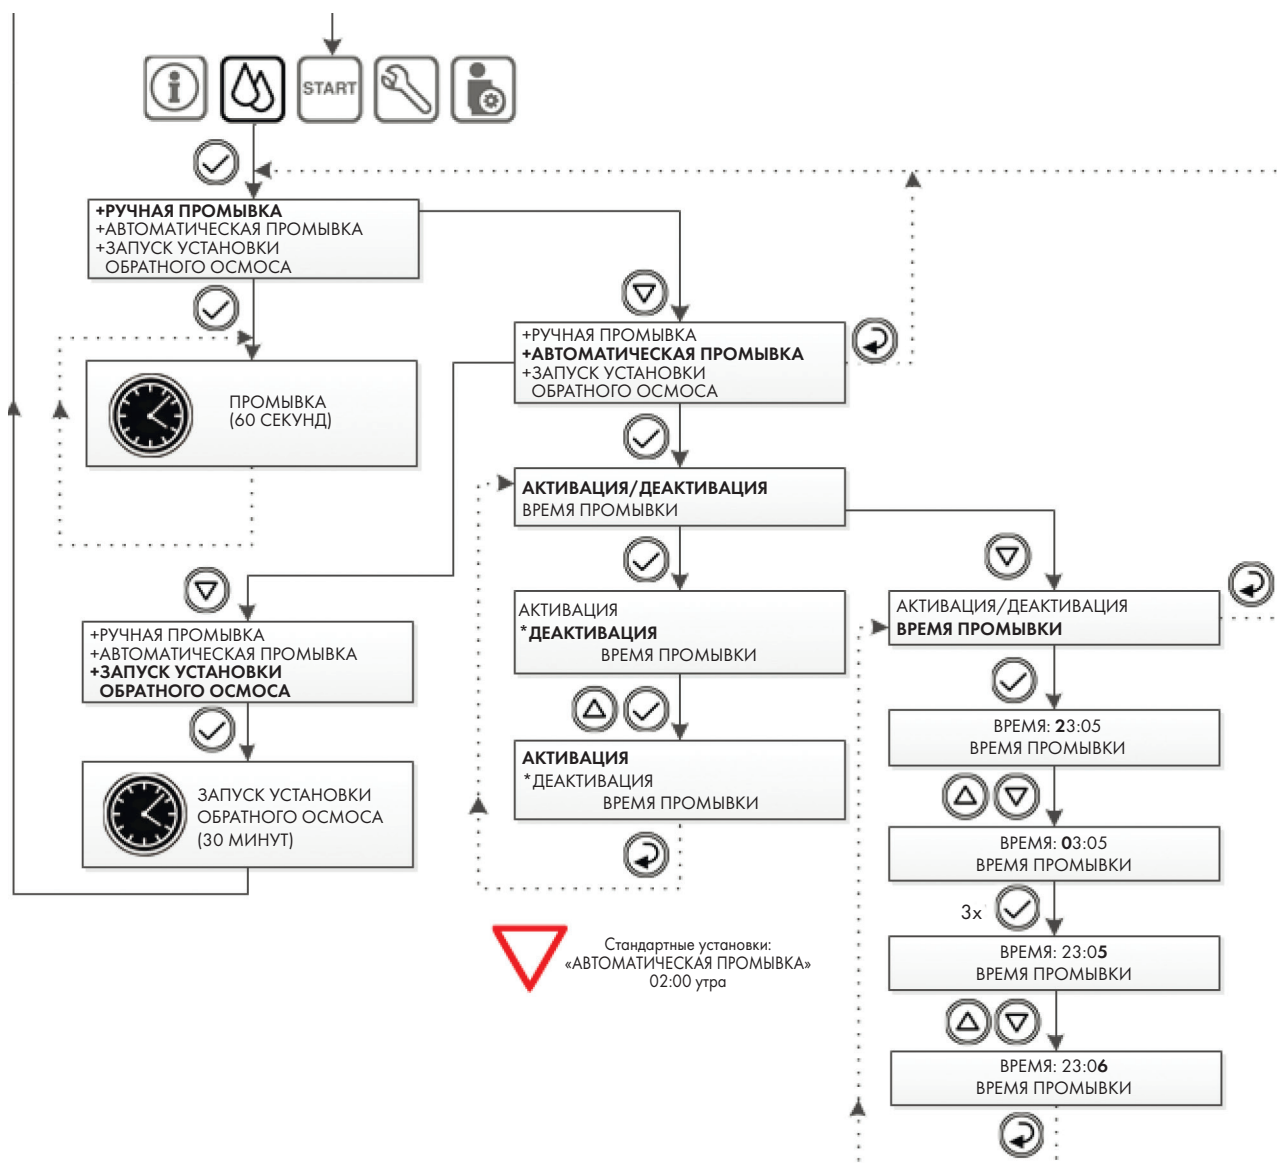 START
+РУЧНАЯ ПРОМЫВКА
+АВТОМАТИЧЕСКАЯ ПРОМЫВКА
+ЗАПУСК УСТАНОВКИ
ОБРАТНОГО ОСМОСА
ПРОМЫВКА
(60 СЕКУНД)
+РУЧНАЯ ПРОМЫВКА
+АВТОМАТИЧЕСКАЯ ПРОМЫВКА
+ЗАПУСК УСТАНОВКИ
ОБРАТНОГО ОСМОСА
АКТИВАЦИЯ/ДЕАКТИВАЦИЯ
ВРЕМЯ ПРОМЫВКИ
АКТИВАЦИЯ
*ДЕАКТИВАЦИЯ
ВРЕМЯ ПРОМЫВКИ
АКТИВАЦИЯ
*ДЕАКТИВАЦИЯ
ВРЕМЯ ПРОМЫВКИ
+РУЧНАЯ ПРОМЫВКА
+АВТОМАТИЧЕСКАЯ ПРОМЫВКА
+ЗАПУСК УСТАНОВКИ
ОБРАТНОГО ОСМОСА
ЗАПУСК УСТАНОВКИ
ОБРАТНОГО ОСМОСА
(30 МИНУТ)
АКТИВАЦИЯ/ДЕАКТИВАЦИЯ
ВРЕМЯ ПРОМЫВКИ
ВРЕМЯ: 23:05
ВРЕМЯ ПРОМЫВКИ
ВРЕМЯ: 03:05
ВРЕМЯ ПРОМЫВКИ
3x
ВРЕМЯ: 23:05
ВРЕМЯ ПРОМЫВКИ
ВРЕМЯ: 23:06
ВРЕМЯ ПРОМЫВКИ
Стандартные установки:
«АВТОМАТИЧЕСКАЯ ПРОМЫВКА»
02:00 утра